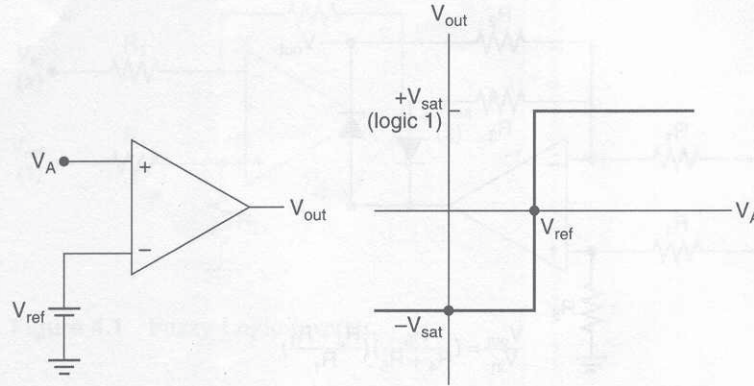 V_out
+V_sat
(logic 1)
V_A
+
V_out
−
V_ref
V_A
V_ref
−V_sat